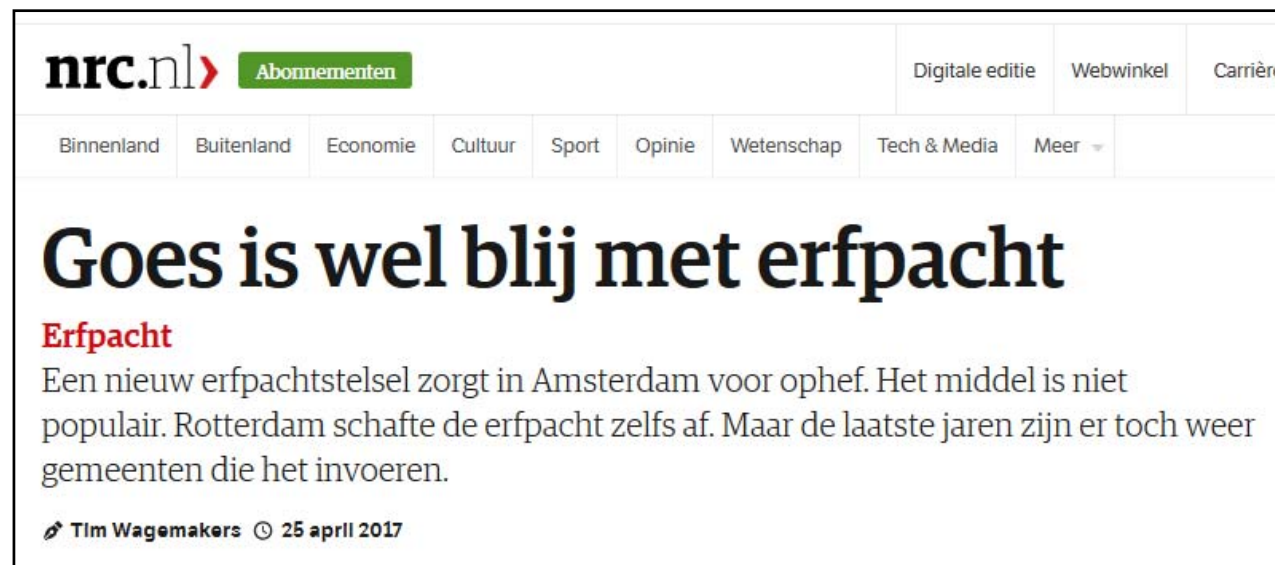 nrc.nl> Abonnementen Digitale editie Webwinkel Carrière
Binnenland Buitenland Economie Cultuur Sport Opinie Wetenschap Tech & Media Meer
Goes is wel blij met erfpacht
Erfpacht
Een nieuw erfpachtstelsel zorgt in Amsterdam voor ophef. Het middel is niet
populair. Rotterdam schafte de erfpacht zelfs af. Maar de laatste jaren zijn er toch weer
gemeenten die het invoeren.
Tim Wagemakers 25 april 2017